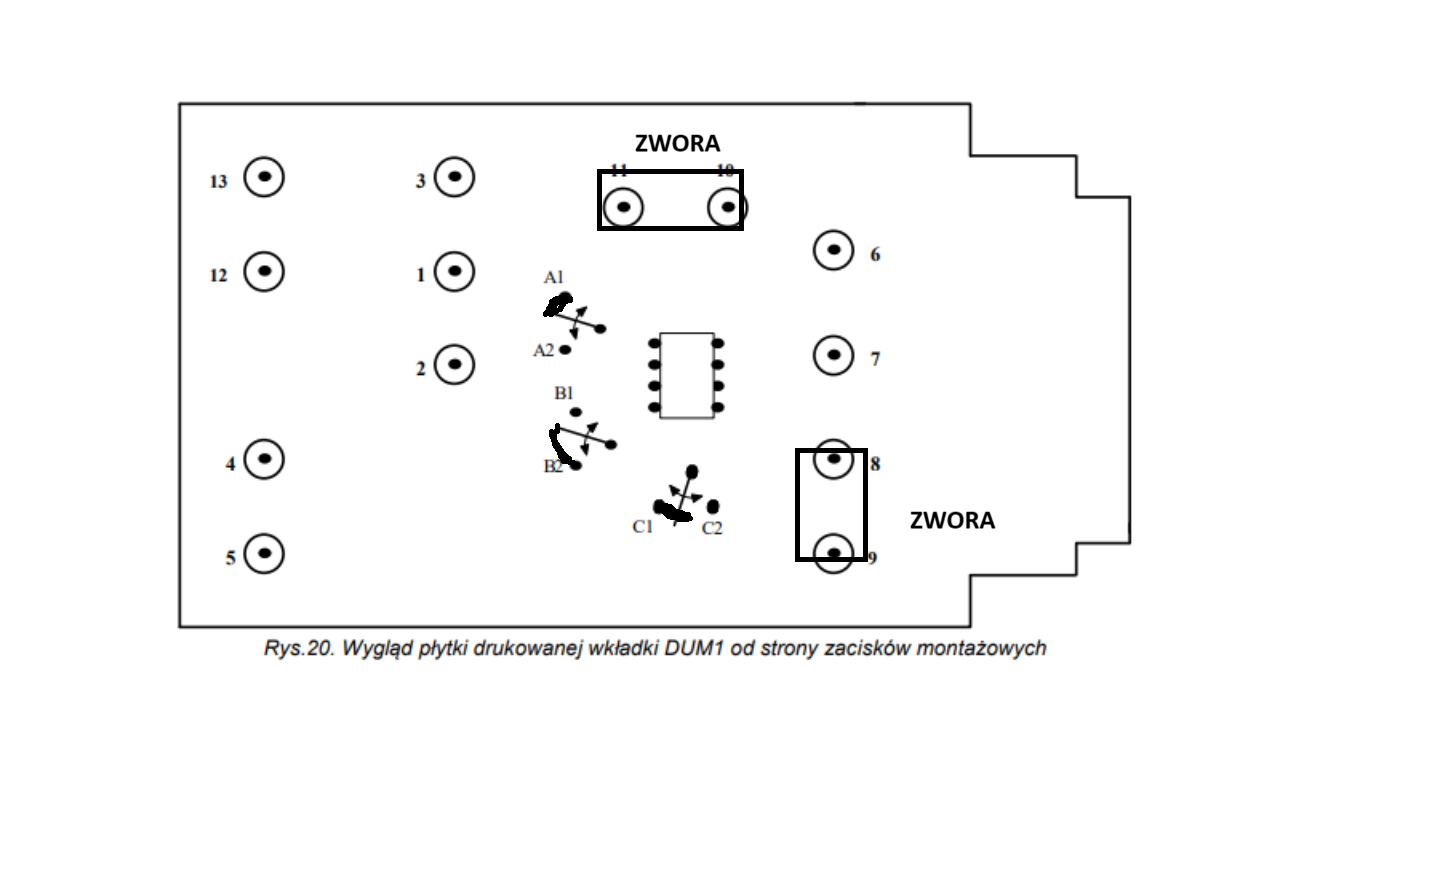 ZWORA
11 10
13
3
6
12
1
A1
A2
7
2
B1
B2
4
8
C1 C2
ZWORA
5
9
Rys.20. Wygląd płytki drukowanej wkładki DUM1 od strony zacisków montażowych